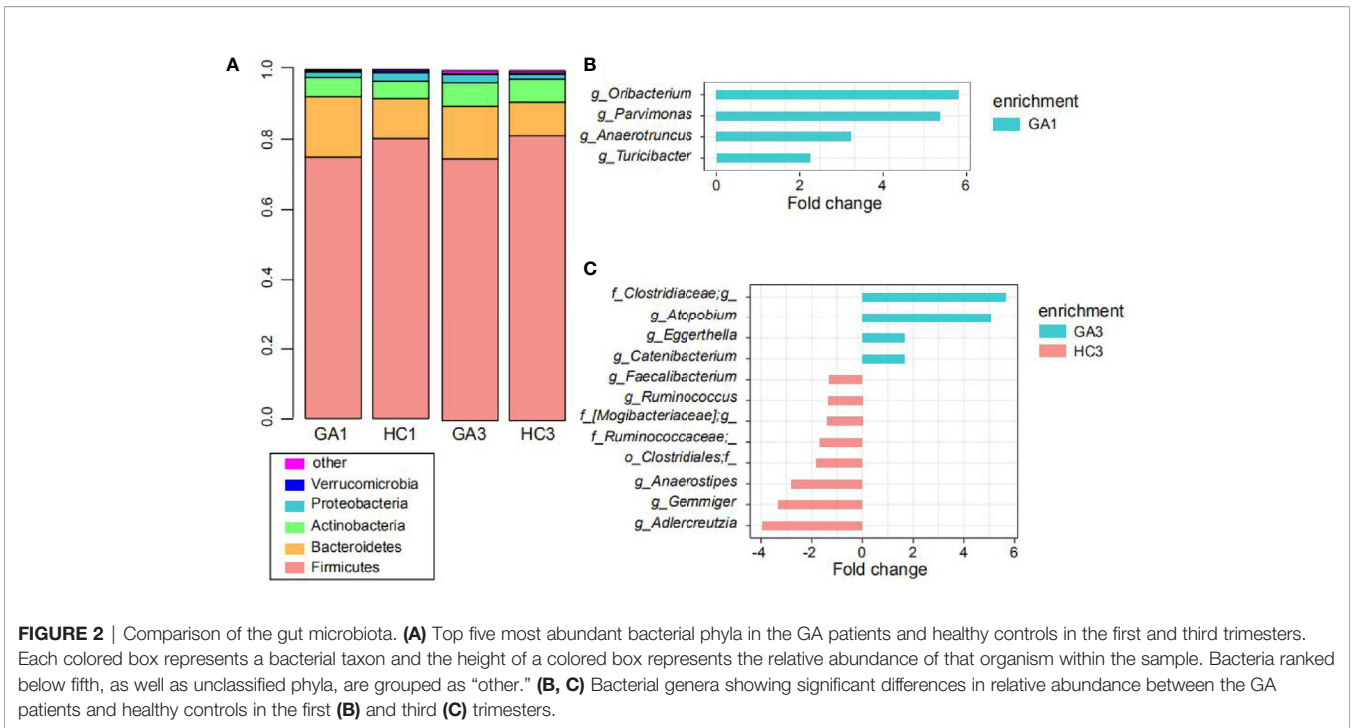 A
1.0
0.8
0.6
0.4
0.2
0.0
GA1 HC1 GA3 HC3
other
Verrucomicrobia
Proteobacteria
Actinobacteria
Bacteroidetes
Firmicutes
B
g_Oribacterium
g_Parvimonas
g_Anaerotruncus
g_Turicibacter
0 2 4 6
Fold change
enrichment
GA1
C
f_Clostridiaceae;g_
g_Atopobium
g_Eggerthella
g_Catenibacterium
g_Faecalibacterium
g_Ruminococcus
f_[Mogibacteriaceae];g_
f_Ruminococcaceae;_
o_Clostridiales;f_
g_Anaerostipes
g_Gemmiger
g_Adlercreutzia
-4 -2 0 2 4 6
Fold change
enrichment
GA3
HC3
FIGURE 2 | Comparison of the gut microbiota. (A) Top five most abundant bacterial phyla in the GA patients and healthy controls in the first and third trimesters.
Each colored box represents a bacterial taxon and the height of a colored box represents the relative abundance of that organism within the sample. Bacteria ranked
below fifth, as well as unclassified phyla, are grouped as “other.” (B, C) Bacterial genera showing significant differences in relative abundance between the GA
patients and healthy controls in the first (B) and third (C) trimesters.